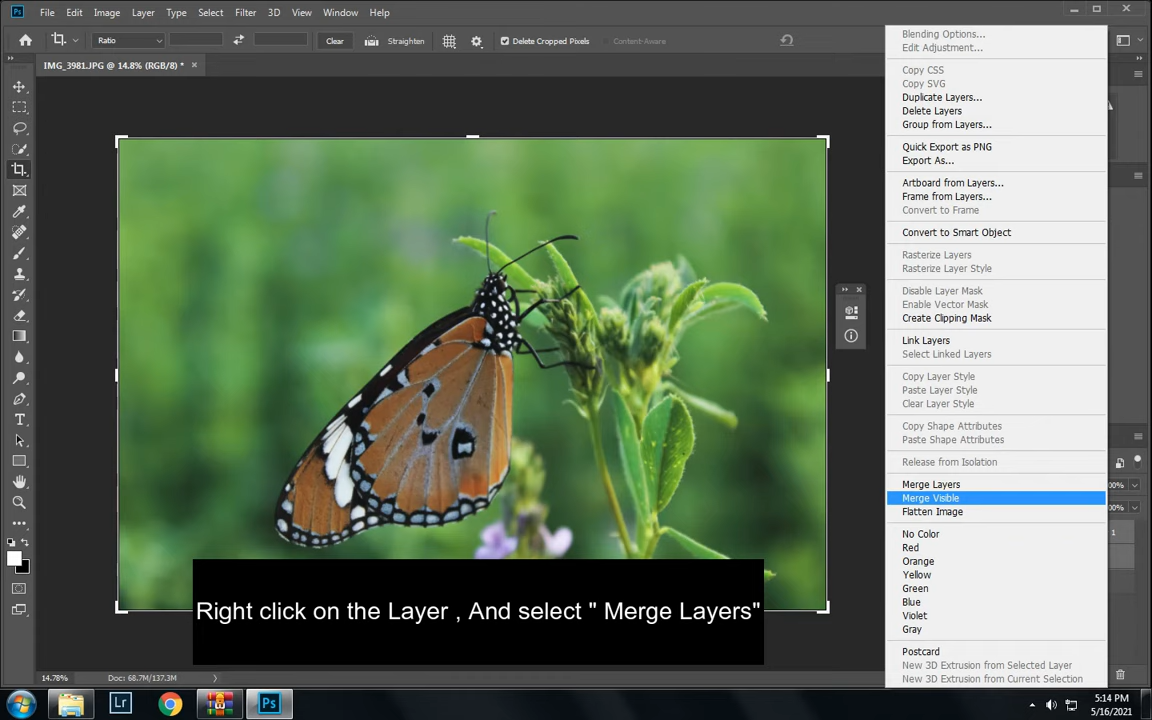 Ps
File Edit Image Layer Type Select Filter 3D View Window Help
Ratio Clear Straighten Delete Cropped Pixels Content-Aware
IMG_3981.JPG @ 14.8% (RGB/8) *
Blending Options...
Edit Adjustment...
Copy CSS
Copy SVG
Duplicate Layers...
Delete Layers
Group from Layers...
Quick Export as PNG
Export As...
Artboard from Layers...
Frame from Layers...
Convert to Frame
Convert to Smart Object
Rasterize Layers
Rasterize Layer Style
Disable Layer Mask
Enable Vector Mask
Create Clipping Mask
Link Layers
Select Linked Layers
Copy Layer Style
Paste Layer Style
Clear Layer Style
Copy Shape Attributes
Paste Shape Attributes
Release from Isolation
Merge Layers
Merge Visible
Flatten Image
No Color
Red
Orange
Yellow
Green
Blue
Violet
Gray
Postcard
New 3D Extrusion from Selected Layer
New 3D Extrusion from Current Selection
Right click on the Layer , And select " Merge Layers"
14.78% Doc: 68.7M/137.3M
Lr Ps
5:14 PM
5/16/2021